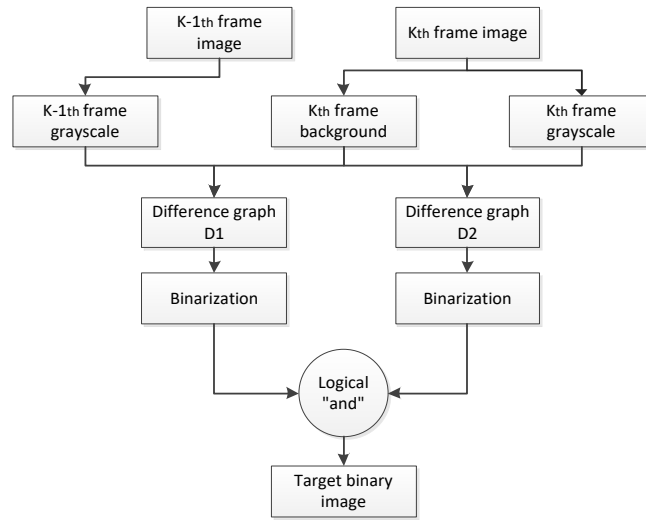 K-1th frame
image
Kth frame image
K-1th frame
grayscale
Kth frame
background
Kth frame
grayscale
Difference graph
D1
Difference graph
D2
Binarization
Binarization
Logical
"and"
Target binary
image